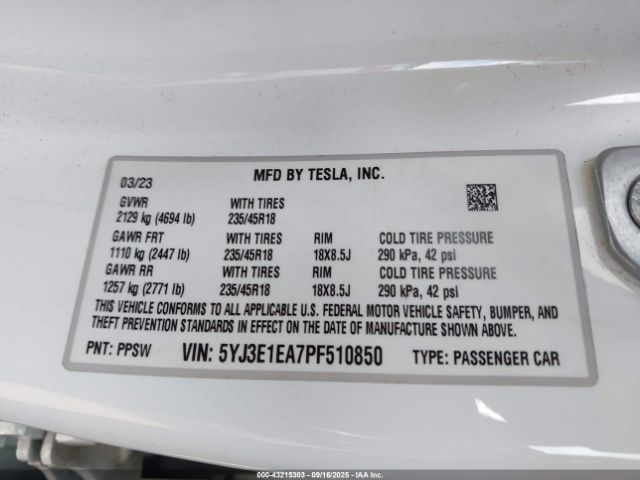 03/23 MFD BY TESLA, INC.
GVWR WITH TIRES
2129 kg (4694 lb) 235/45R18
GAWR FRT WITH TIRES RIM COLD TIRE PRESSURE
1110 kg (2447 lb) 235/45R18 18X8.5J 290 kPa, 42 psi
GAWR RR WITH TIRES RIM COLD TIRE PRESSURE
1257 kg (2771 lb) 235/45R18 18X8.5J 290 kPa, 42 psi
THIS VEHICLE CONFORMS TO ALL APPLICABLE U.S. FEDERAL MOTOR VEHICLE SAFETY, BUMPER, AND
THEFT PREVENTION STANDARDS IN EFFECT ON THE DATE OF MANUFACTURE SHOWN ABOVE.
PNT: PPSW VIN: 5YJ3E1EA7PF510850 TYPE: PASSENGER CAR
000-43215303 - 09/16/2025 - IAAI.COM